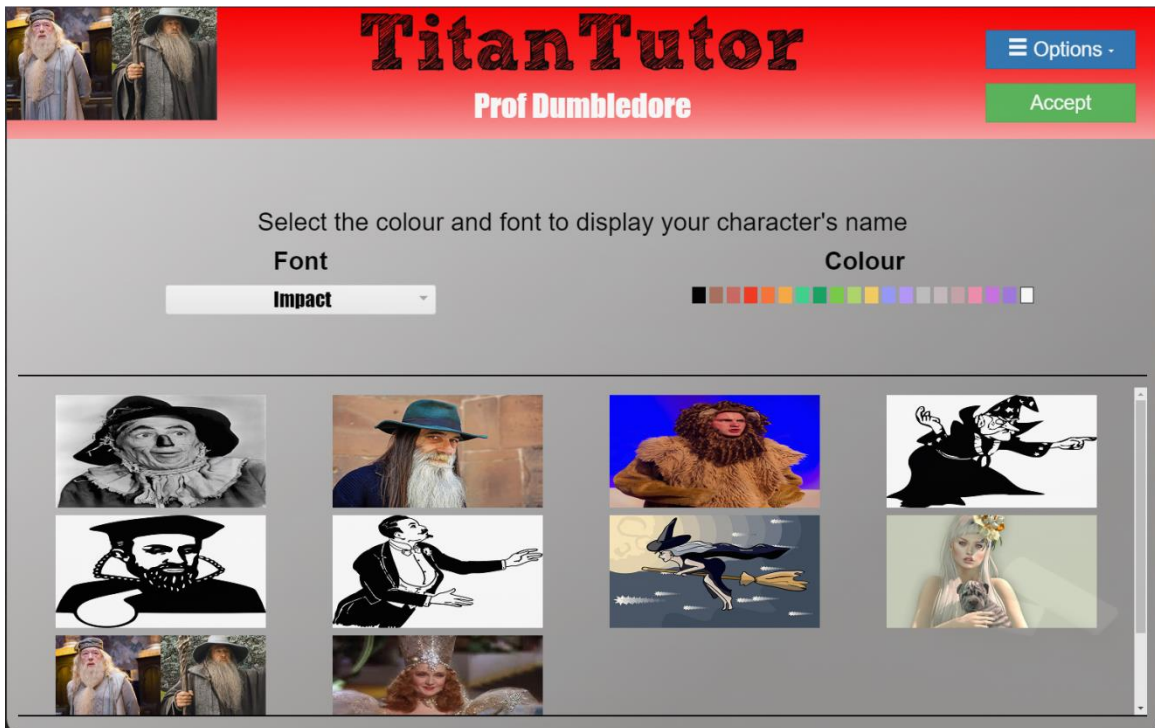 TitanTutor
Prof Dumbledore
Options
Accept
Select the colour and font to display your character's name
Font
Colour
Impact